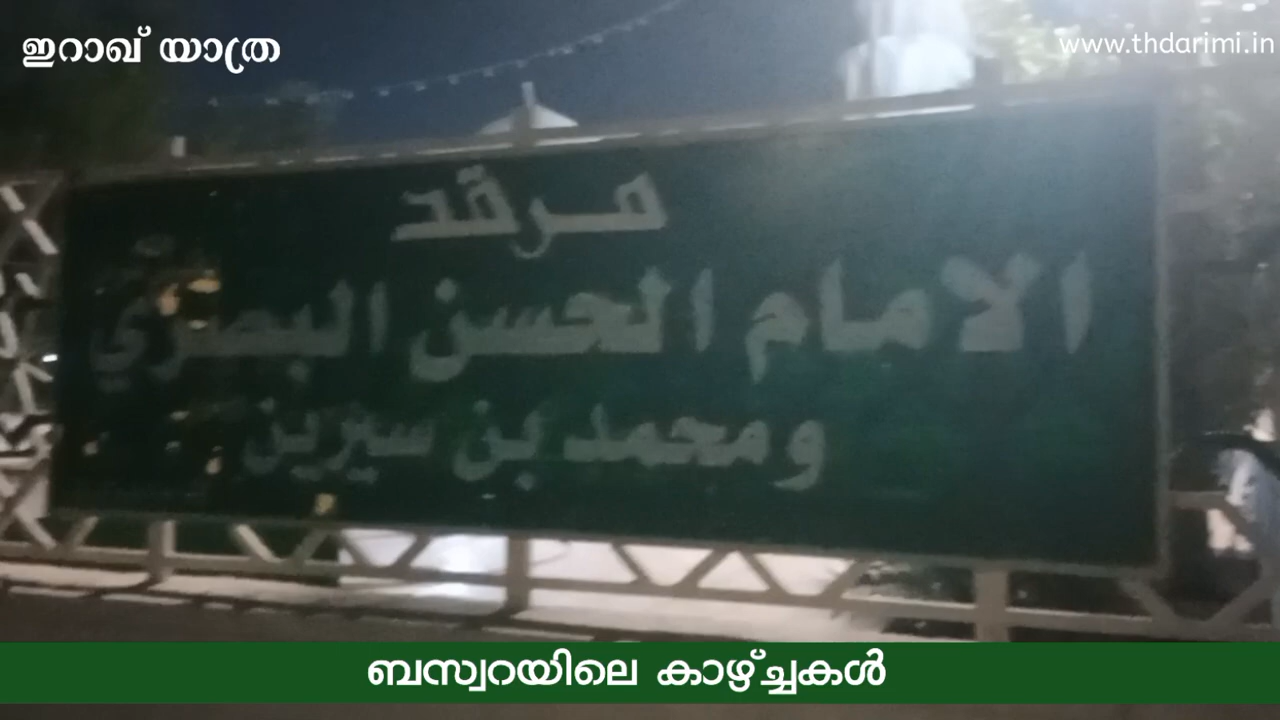 ഇറാഖ് യാത്ര
www.thdarimi.in
مرقد
الامام الحسن البصريّ
ومحمد بن سيرين
ബസ്വറയിലെ കാഴ്ച്ചകൾ